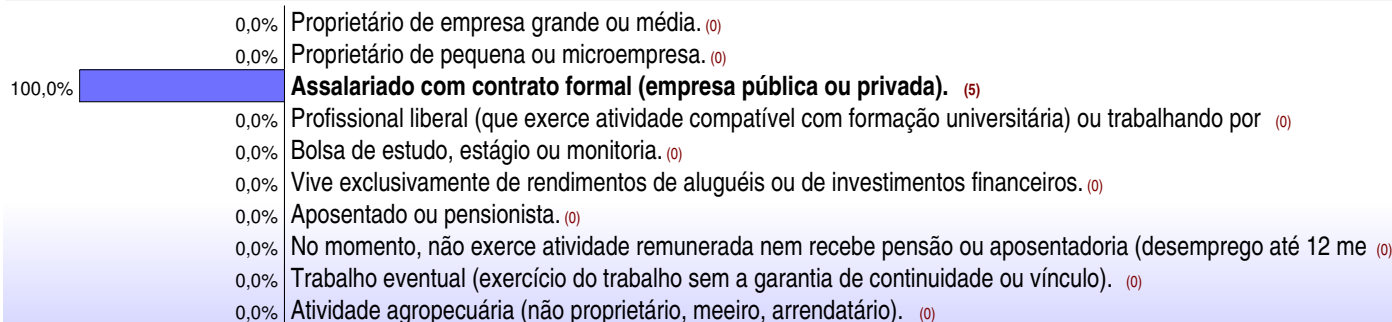 0,0% Proprietário de empresa grande ou média. (0)
0,0% Proprietário de pequena ou microempresa. (0)
100,0% Assalariado com contrato formal (empresa pública ou privada). (5)
0,0% Profissional liberal (que exerce atividade compatível com formação universitária) ou trabalhando por (0)
0,0% Bolsa de estudo, estágio ou monitoria. (0)
0,0% Vive exclusivamente de rendimentos de aluguéis ou de investimentos financeiros. (0)
0,0% Aposentado ou pensionista. (0)
0,0% No momento, não exerce atividade remunerada nem recebe pensão ou aposentadoria (desemprego até 12 me (0)
0,0% Trabalho eventual (exercício do trabalho sem a garantia de continuidade ou vínculo). (0)
0,0% Atividade agropecuária (não proprietário, meeiro, arrendatário). (0)